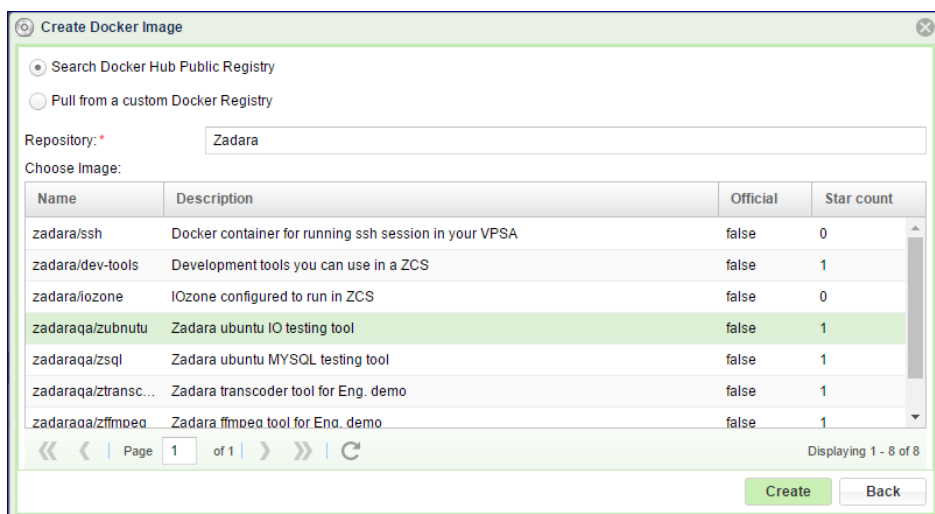 Create Docker Image
Search Docker Hub Public Registry
Pull from a custom Docker Registry
Repository:* Zadara
Choose Image:
Name Description Official Star count
zadara/ssh Docker container for running ssh session in your VPSA false 0
zadara/dev-tools Development tools you can use in a ZCS false 1
zadara/iozone IOzone configured to run in ZCS false 0
zadaraqa/zubnutu Zadara ubuntu IO testing tool false 1
zadaraqa/zsql Zadara ubuntu MYSQL testing tool false 1
zadaraqa/ztransc... Zadara transcoder tool for Eng. demo false 1
zadaraqa/zffmpeg Zadara ffmpeg tool for Eng. demo false 1
Page 1 of 1 Displaying 1 - 8 of 8
Create Back